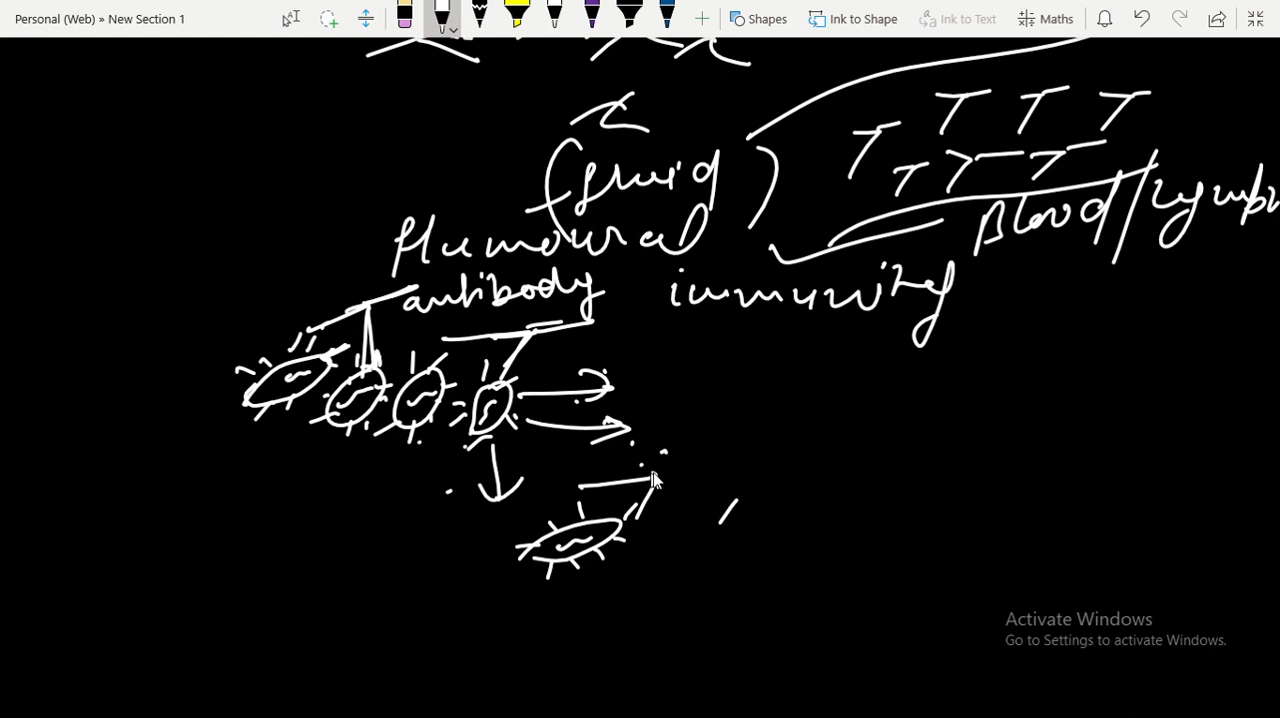 Personal (Web) » New Section 1
Shapes
Ink to Shape
Ink to Text
Maths
T T T
T T T T
(fluid)
Blood/Lymph
Humoural
antibody immunity
Activate Windows
Go to Settings to activate Windows.